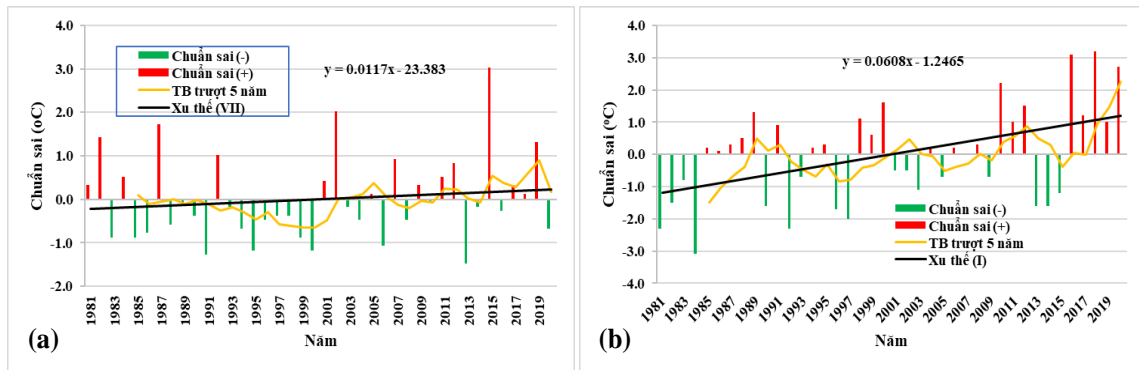 4.0
3.0
2.0
1.0
0.0
-1.0
-2.0
Chuẩn sai (oC)
Chuẩn sai (-)
Chuẩn sai (+)
TB trượt 5 năm
Xu thế (VII)
y = 0.0117x - 23.383
1981 1983 1985 1987 1989 1991 1993 1995 1997 1999 2001 2003 2005 2007 2009 2011 2013 2015 2017 2019
Năm
(a)
4.0
3.0
2.0
1.0
0.0
-1.0
-2.0
-3.0
-4.0
Chuẩn sai (°C)
y = 0.0608x - 1.2465
Chuẩn sai (-)
Chuẩn sai (+)
TB trượt 5 năm
Xu thế (I)
1981 1983 1985 1987 1989 1991 1993 1995 1997 1999 2001 2003 2005 2007 2009 2011 2013 2015 2017 2019
Năm
(b)